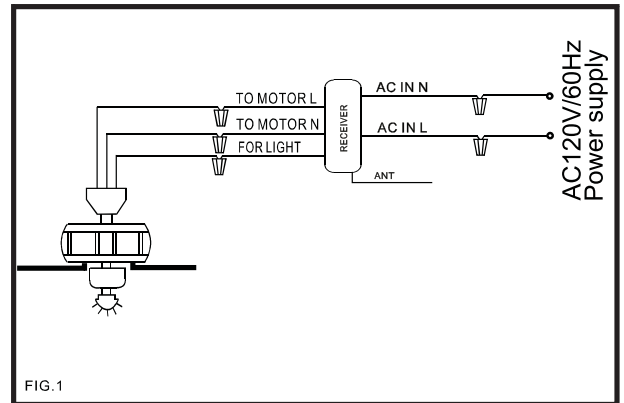 TO MOTOR L
TO MOTOR N
FOR LIGHT
RECEIVER
AC IN N
AC IN L
ANT
AC120V/60Hz
Power supply
FIG.1